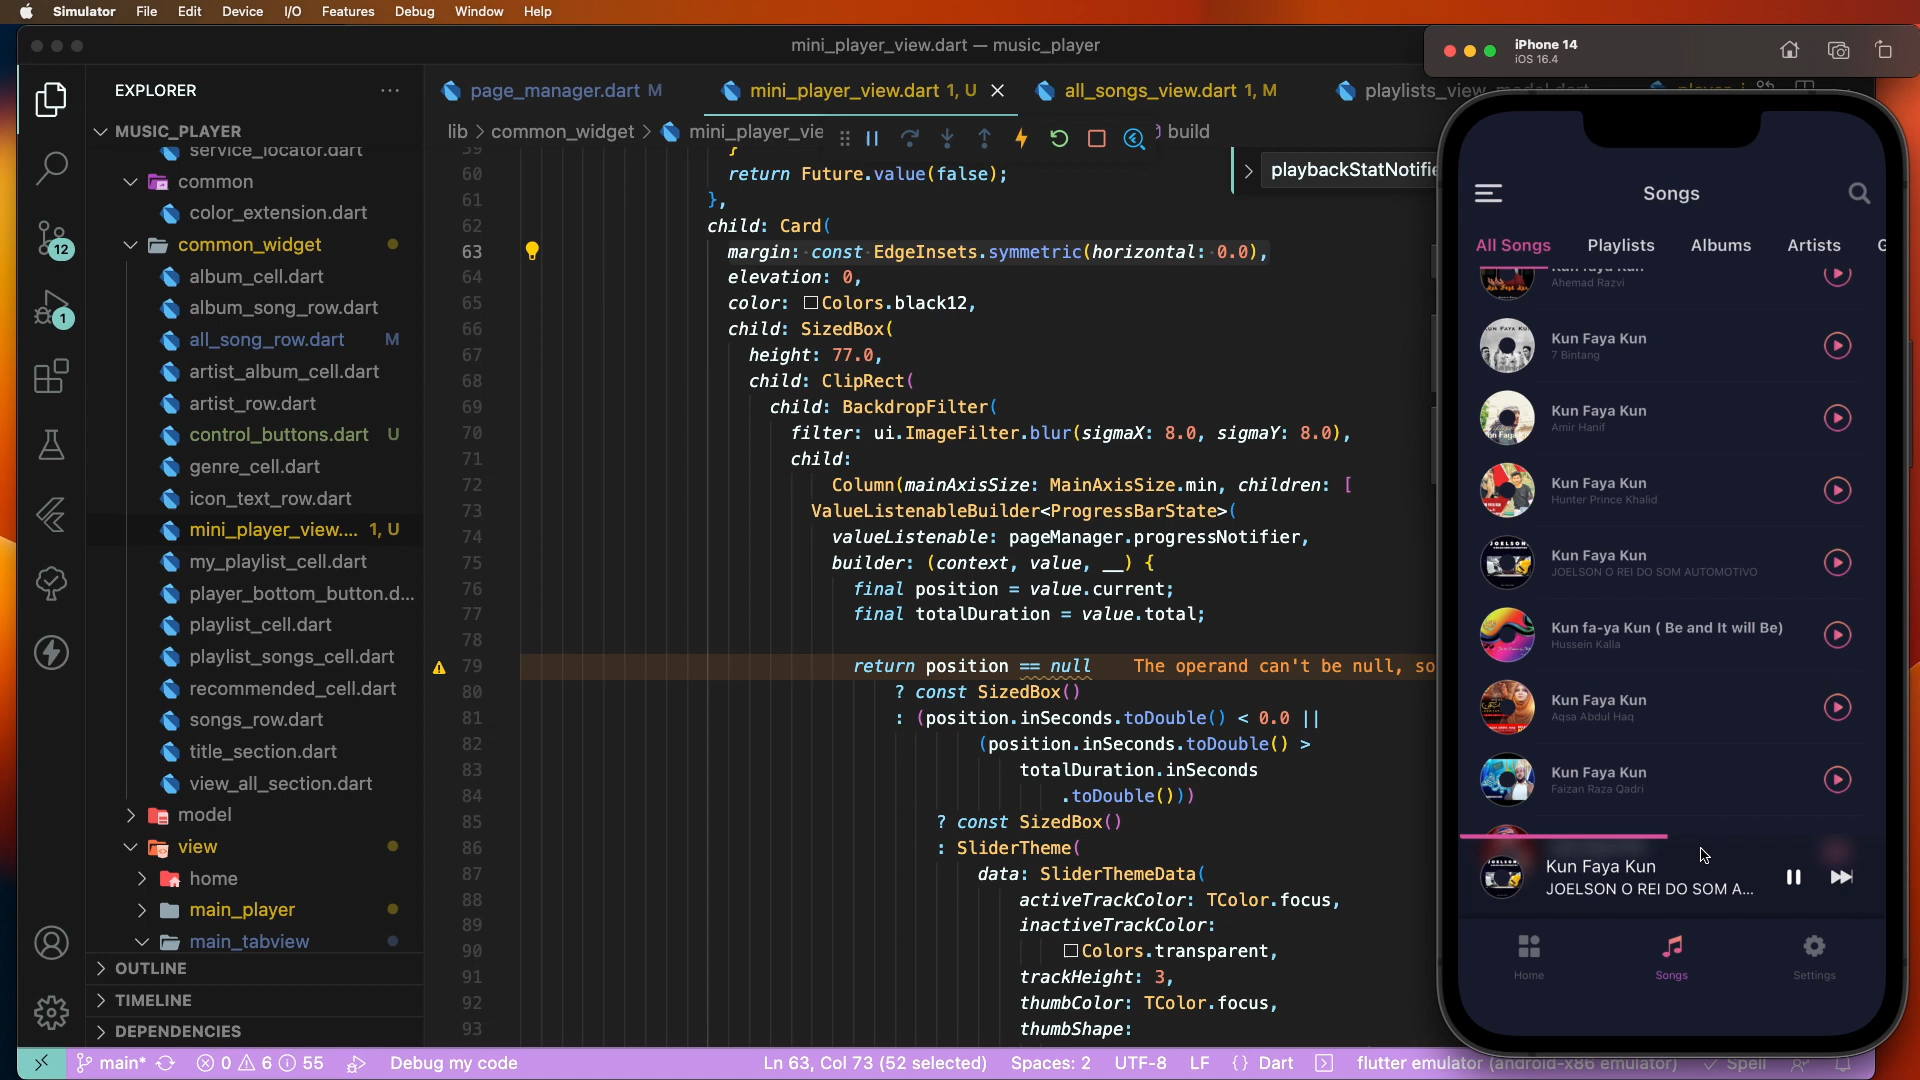 Simulator File Edit Device I/O Features Debug Window Help
mini_player_view.dart — music_player
iPhone 14
iOS 16.4
EXPLORER
page_manager.dart M
mini_player_view.dart 1, U
all_songs_view.dart 1, M
playlists_view_model.dart
MUSIC_PLAYER
lib > common_widget > mini_player_vie
build
service_locator.dart
common
color_extension.dart
common_widget
album_cell.dart
album_song_row.dart
all_song_row.dart M
artist_album_cell.dart
artist_row.dart
control_buttons.dart U
genre_cell.dart
icon_text_row.dart
mini_player_view.... 1, U
my_playlist_cell.dart
player_bottom_button.d...
playlist_cell.dart
playlist_songs_cell.dart
recommended_cell.dart
songs_row.dart
title_section.dart
view_all_section.dart
model
view
home
main_player
main_tabview
OUTLINE
TIMELINE
DEPENDENCIES
12
1
playbackStatNotifie
59 }
60 return Future.value(false);
61 },
62 child: Card(
63 margin: const EdgeInsets.symmetric(horizontal: 0.0),
64 elevation: 0,
65 color: Colors.black12,
66 child: SizedBox(
67 height: 77.0,
68 child: ClipRect(
69 child: BackdropFilter(
70 filter: ui.ImageFilter.blur(sigmaX: 8.0, sigmaY: 8.0),
71 child:
72 Column(mainAxisSize: MainAxisSize.min, children: [
73 ValueListenableBuilder<ProgressBarState>(
74 valueListenable: pageManager.progressNotifier,
75 builder: (context, value, __) {
76 final position = value.current;
77 final totalDuration = value.total;
78
79 return position == null The operand can't be null, so
80 ? const SizedBox()
81 : (position.inSeconds.toDouble() < 0.0 ||
82 (position.inSeconds.toDouble() >
83 totalDuration.inSeconds
84 .toDouble()))
85 ? const SizedBox()
86 : SliderTheme(
87 data: SliderThemeData(
88 activeTrackColor: TColor.focus,
89 inactiveTrackColor:
90 Colors.transparent,
91 trackHeight: 3,
92 thumbColor: TColor.focus,
93 thumbShape:
Songs
All Songs Playlists Albums Artists G
Kun Faya Kun
Ahemad Razvi
Kun Faya Kun
7 Bintang
Kun Faya Kun
Amir Hanif
Kun Faya Kun
Hunter Prince Khalid
Kun Faya Kun
JOELSON O REI DO SOM AUTOMOTIVO
Kun fa-ya Kun ( Be and It will Be)
Hussein Kalla
Kun Faya Kun
Aqsa Abdul Haq
Kun Faya Kun
Faizan Raza Qadri
Kun Faya Kun
JOELSON O REI DO SOM A...
Home Songs Settings
main* 0 6 55 Debug my code Ln 63, Col 73 (52 selected) Spaces: 2 UTF-8 LF {} Dart flutter emulator (android-x86 emulator) Spell